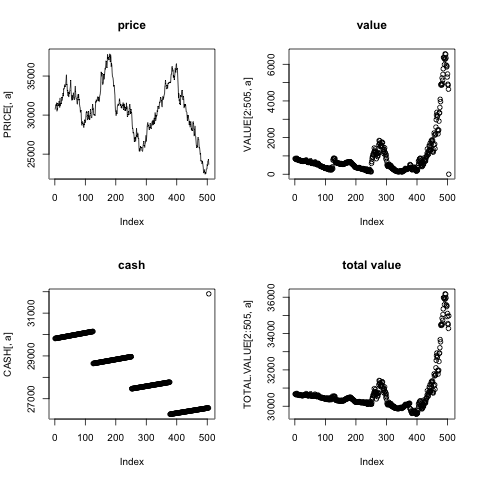 price
PRICE[, a]
25000 30000 35000
0 100 200 300 400 500
Index
value
VALUE[2:505, a]
0 2000 4000 6000
0 100 200 300 400 500
Index
cash
CASH[, a]
27000 29000 31000
0 100 200 300 400 500
Index
total value
TOTAL.VALUE[2:505, a]
30000 32000 34000 36000
0 100 200 300 400 500
Index